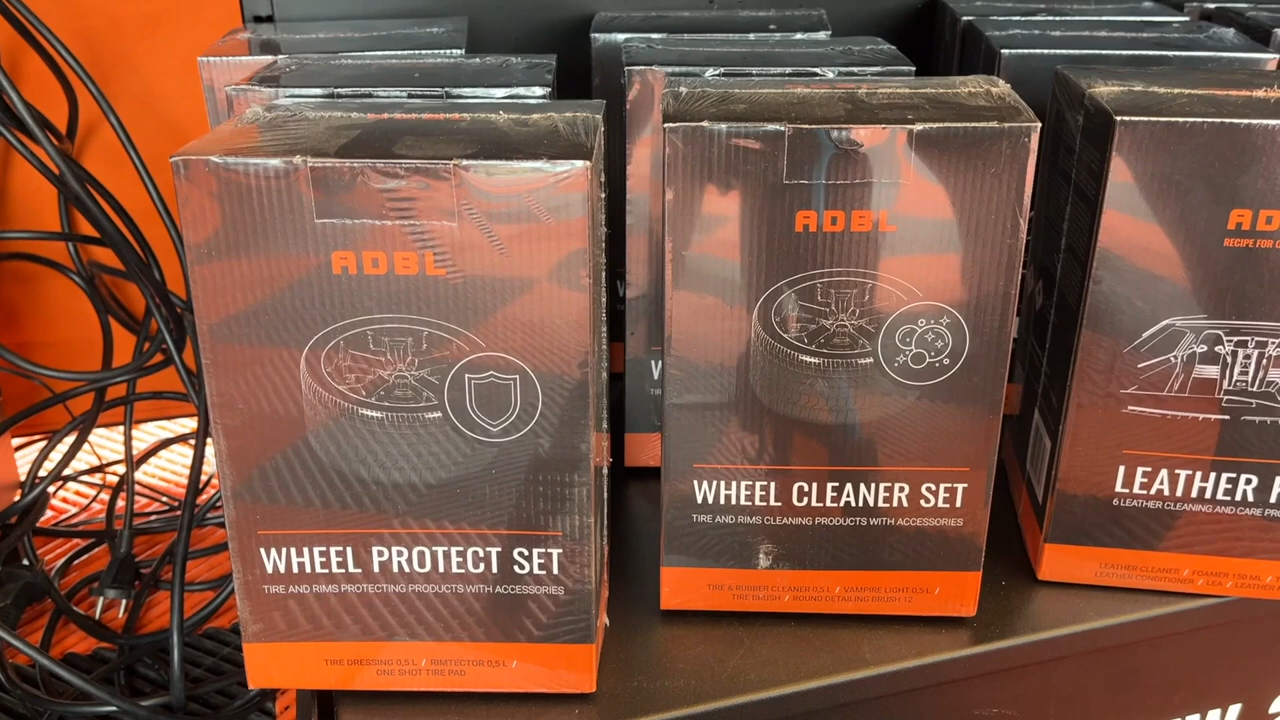 ADBL
WHEEL PROTECT SET
TIRE AND RIMS PROTECTING PRODUCTS WITH ACCESSORIES
TIRE DRESSING 0,5 L / RIMTECTOR 0,5 L /
ONE SHOT TIRE PAD
ADBL
WHEEL CLEANER SET
TIRE AND RIMS CLEANING PRODUCTS WITH ACCESSORIES
TIRE & RUBBER CLEANER 0,5 L / VAMPIRE LIGHT 0,5 L /
TIRE BRUSH / ROUND DETAILING BRUSH 12
AD
RECIPE FOR
LEATHER
6 LEATHER CLEANING AND CARE
LEATHER CLEANER / FOAMER 150 ML /
LEATHER CONDITIONER / LEA / LEATHER